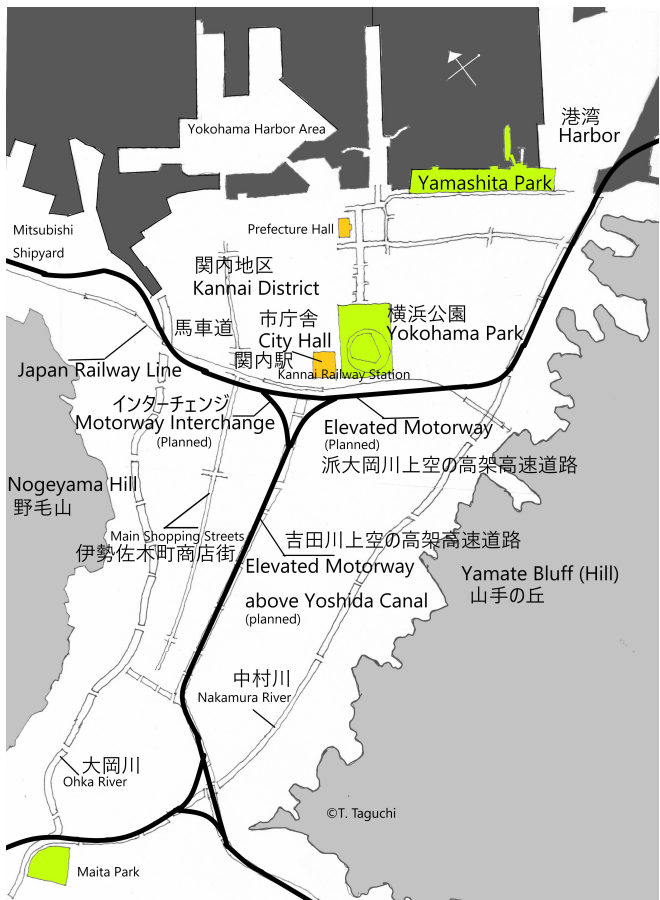 港湾
Harbor
Yokohama Harbor Area
Yamashita Park
Mitsubishi
Shipyard
Prefecture Hall
関内地区
Kannai District
横浜公園
Yokohama Park
市庁舎
City Hall
馬車道
関内駅
Kannai Railway Station
Japan Railway Line
インターチェンジ
Motorway Interchange
(Planned)
Elevated Motorway
(Planned)
派大岡川上空の高架高速道路
Nogeyama Hill
野毛山
Main Shopping Streets
伊勢佐木町商店街
吉田川上空の高架高速道路
Elevated Motorway
above Yoshida Canal
(planned)
Yamate Bluff (Hill)
山手の丘
中村川
Nakamura River
大岡川
Ohka River
©T. Taguchi
Maita Park